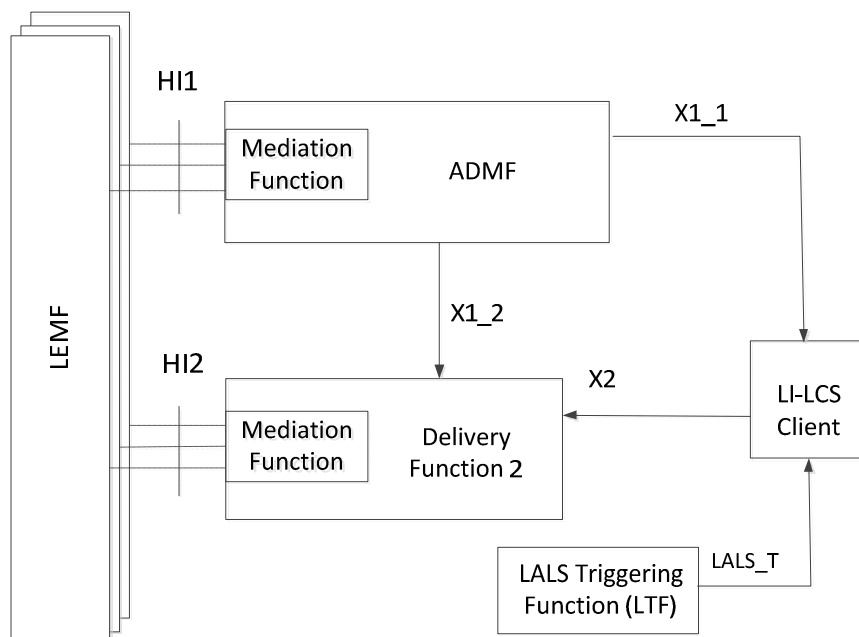 HI1
X1_1
Mediation
Function
ADMF
LEMF
X1_2
HI2
X2
LI-LCS
Client
Mediation
Function
Delivery
Function 2
LALS Triggering
Function (LTF)
LALS_T